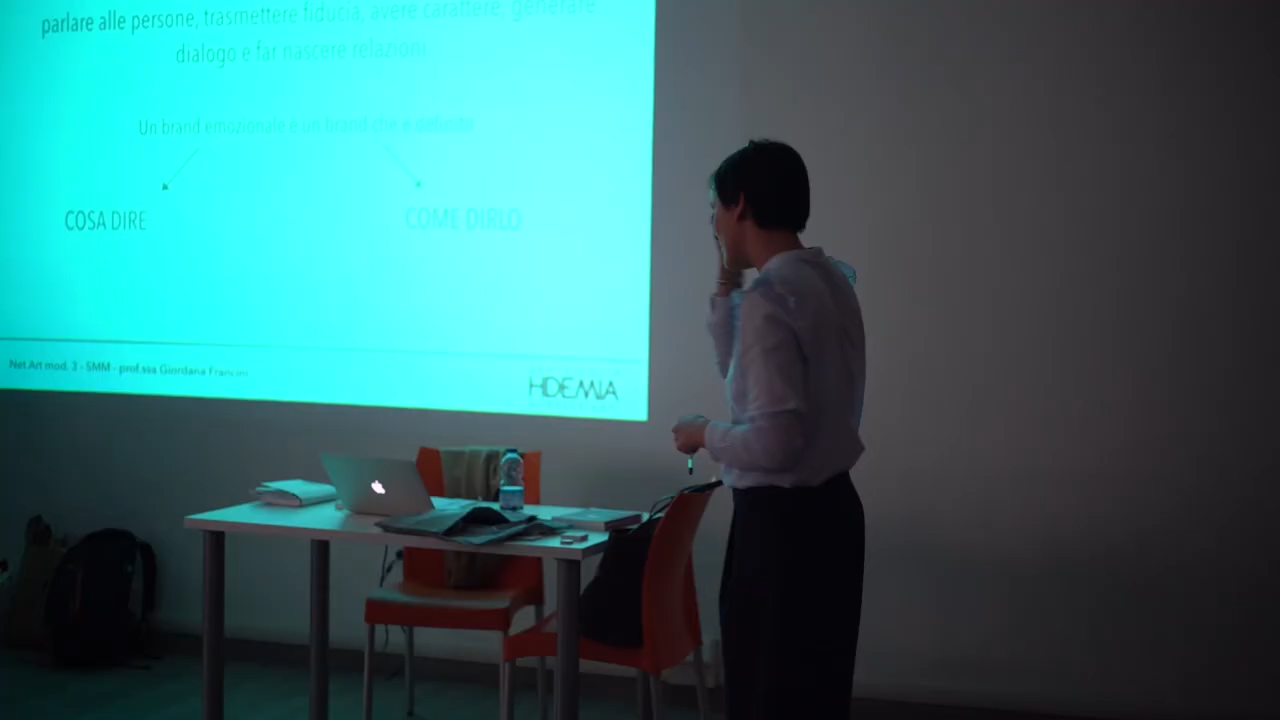 parlare alle persone, trasmettere fiducia, avere carattere, generare
dialogo e far nascere relazioni.
Un brand emozionale è un brand che è definito
COSA DIRE
COME DIRLO
Net.Art mod. 3 - SMM - prof.ssa Giordana Francini
HDEMIA